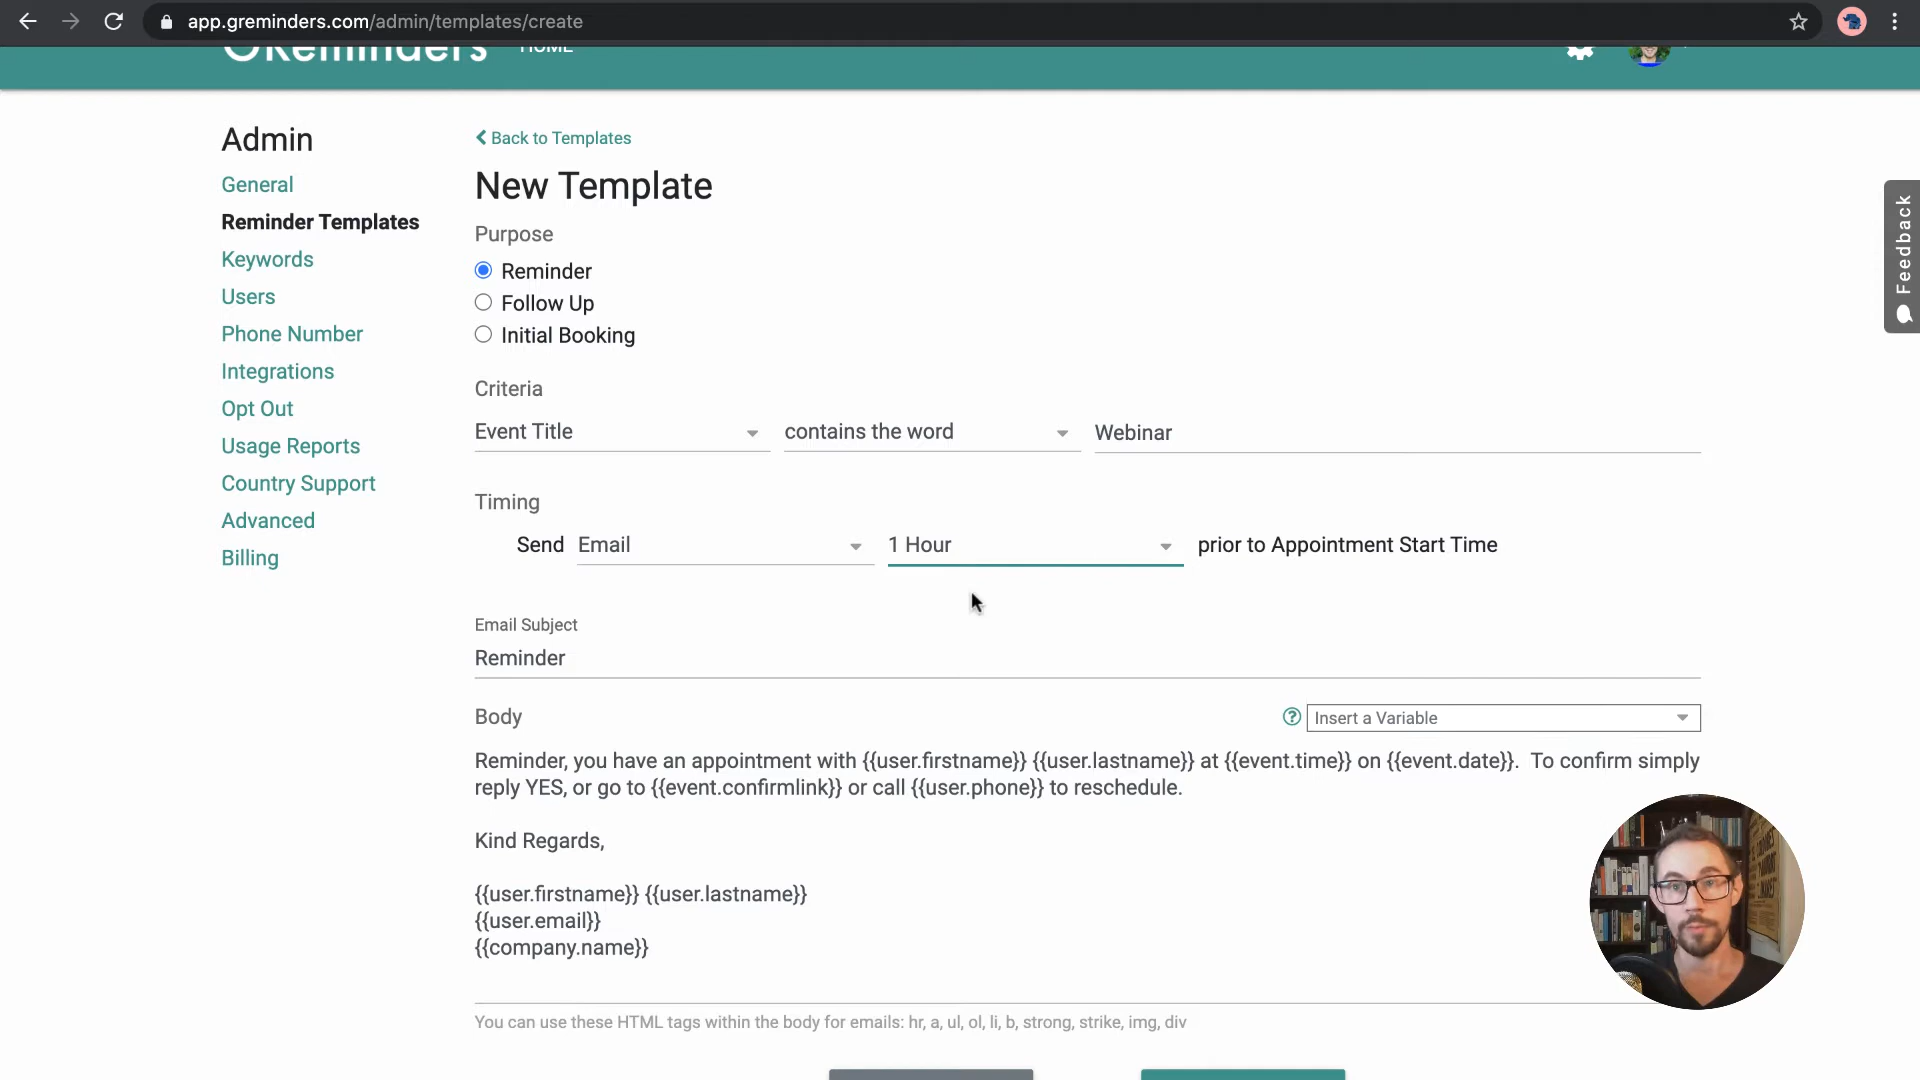 app.greminders.com/admin/templates/create
GReminders HOME
Admin
General
Reminder Templates
Keywords
Users
Phone Number
Integrations
Opt Out
Usage Reports
Country Support
Advanced
Billing
Back to Templates
New Template
Purpose
Reminder
Follow Up
Initial Booking
Criteria
Event Title contains the word Webinar
Timing
Send Email 1 Hour prior to Appointment Start Time
Email Subject
Reminder
Body
Insert a Variable
Reminder, you have an appointment with {{user.firstname}} {{user.lastname}} at {{event.time}} on {{event.date}}. To confirm simply
reply YES, or go to {{event.confirmlink}} or call {{user.phone}} to reschedule.
Kind Regards,
{{user.firstname}} {{user.lastname}}
{{user.email}}
{{company.name}}
You can use these HTML tags within the body for emails: hr, a, ul, ol, li, b, strong, strike, img, div
Feedback